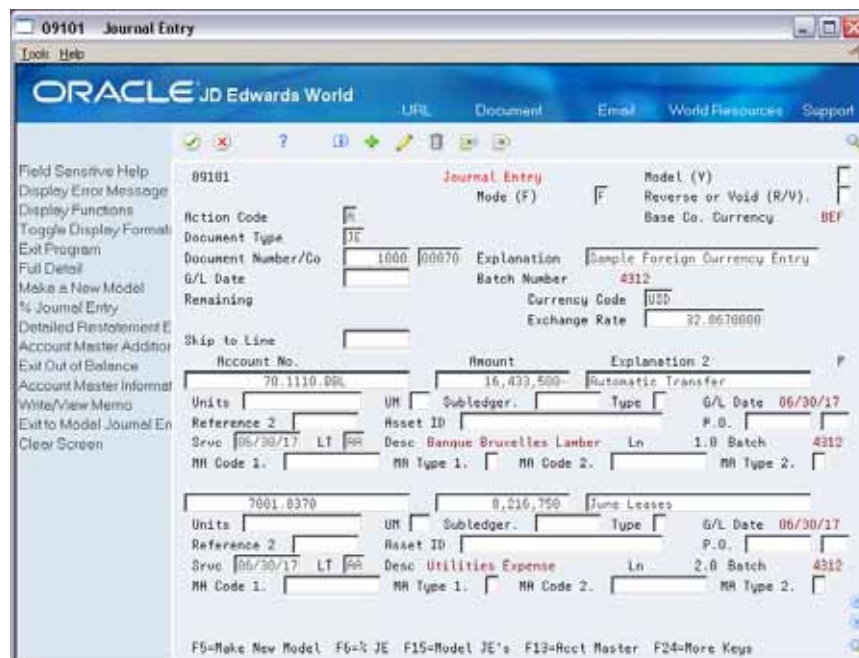 09101 Journal Entry
Tools Help
ORACLE JD Edwards World
URL Document Email World Resources Support
Field Sensitive Help
Display Error Message
Display Functions
Toggle Display Formati
Exit Program
Full Detail
Make a New Model
% Journal Entry
Detailed Restatement E
Account Master Addition
Exit Out of Balance
Account Master Informat
Write/View Memo
Exit to Model Journal En
Clear Screen
09101 Journal Entry Model (Y)
Mode (F) F Reverse or Void (R/V).
Action Code A Base Co. Currency BEF
Document Type JE
Document Number/Co 1000 00070 Explanation Sample Foreign Currency Entry
G/L Date Batch Number 4312
Remaining Currency Code USD
Exchange Rate 32.8670000
Skip to Line
Account No. Amount Explanation 2 P
70.1110.BBL 16,433,500- Automatic Transfer
Units UM Subledger. Type G/L Date 06/30/17
Reference 2 Asset ID P.O.
Srvc 06/30/17 LT AA Desc Banque Bruxelles Lamber Ln 1.0 Batch 4312
MA Code 1. MA Type 1. MA Code 2. MA Type 2.
7001.8370 8,216,750 June Leases
Units UM Subledger. Type G/L Date 06/30/17
Reference 2 Asset ID P.O.
Srvc 06/30/17 LT AA Desc Utilities Expense Ln 2.0 Batch 4312
MA Code 1. MA Type 1. MA Code 2. MA Type 2.
F5=Make New Model F6=% JE F15=Model JE's F13=Acct Master F24=More Keys